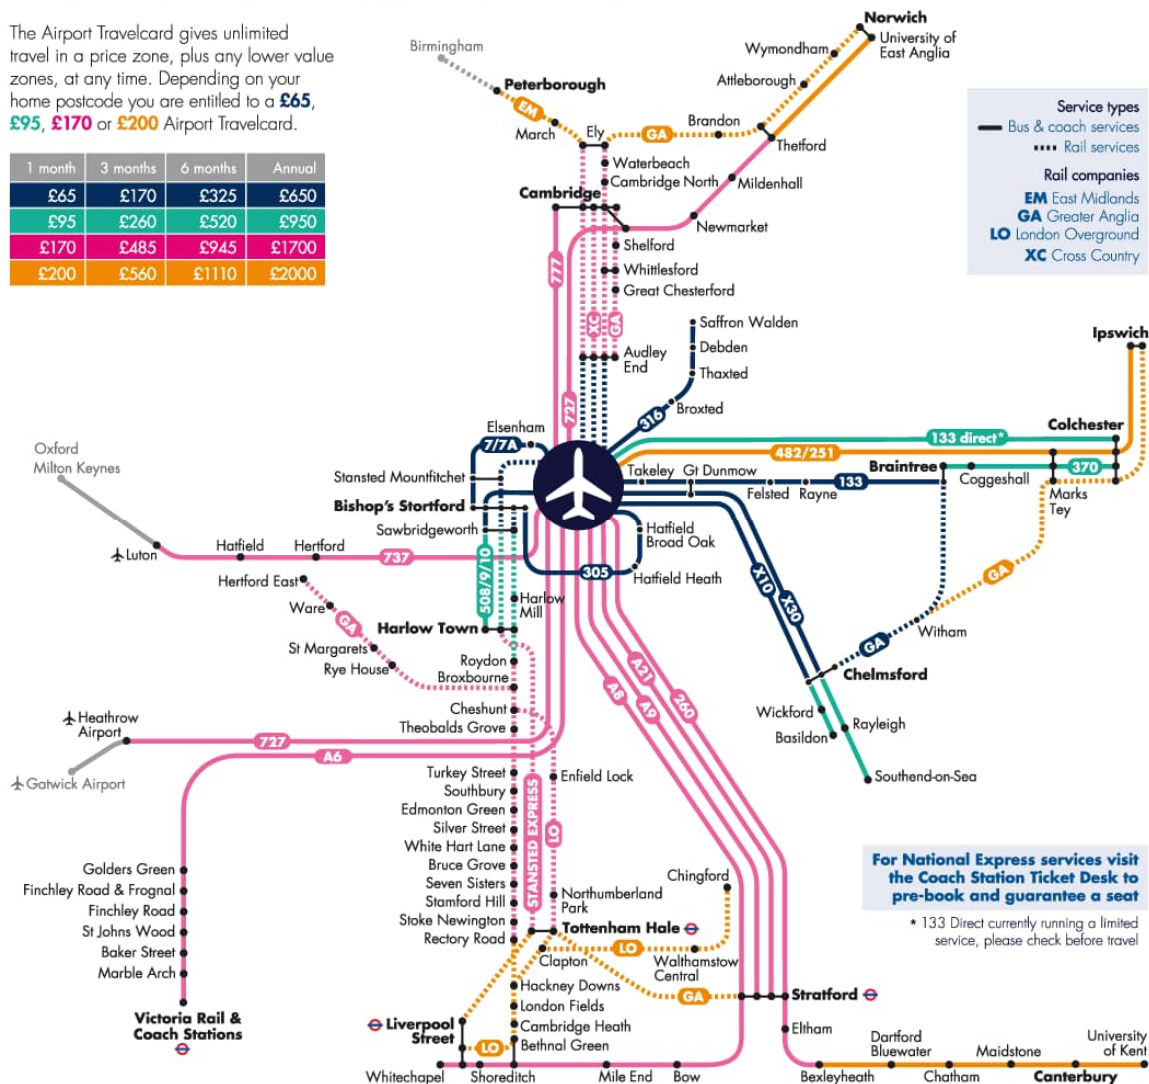 The Airport Travelcard gives unlimited
travel in a price zone, plus any lower value
zones, at any time. Depending on your
home postcode you are entitled to a £65,
£95, £170 or £200 Airport Travelcard.
1 month 3 months 6 months Annual
£65 £170 £325 £650
£95 £260 £520 £950
£170 £485 £945 £1700
£200 £560 £1110 £2000
Birmingham
Peterborough
EM
March
Ely
GA
Brandon
Attleborough
Wymondham
Norwich
University of
East Anglia
Thetford
Mildenhall
Newmarket
Waterbeach
Cambridge North
Cambridge
Shelford
Whittlesford
Great Chesterford
777
XC
GA
Audley
End
727
Service types
Bus & coach services
Rail services
Rail companies
EM East Midlands
GA Greater Anglia
LO London Overground
XC Cross Country
Saffron Walden
Debden
Thaxted
Broxted
316
Ipswich
Colchester
133 direct*
482/251
370
Braintree
Coggeshall
Marks
Tey
Takeley
Gt Dunmow
Felsted
Rayne
133
Elsenham
7/7A
Stansted Mountfitchet
Bishop's Stortford
Sawbridgeworth
508/9/10
Hatfield
Broad Oak
Hatfield Heath
305
Oxford
Milton Keynes
Luton
Hatfield
Hertford
737
Hertford East
Ware
GA
St Margarets
Rye House
Harlow
Mill
Harlow Town
Roydon
Broxbourne
Cheshunt
Theobalds Grove
X10
X30
GA
GA
Witham
Chelmsford
Wickford
Basildon
Rayleigh
Southend-on-Sea
Heathrow
Airport
Gatwick Airport
727
A6
A8
A9
A21
260
Turkey Street
Southbury
Edmonton Green
Silver Street
White Hart Lane
Bruce Grove
Seven Sisters
Stamford Hill
Stoke Newington
Rectory Road
STANSTED EXPRESS
LO
Enfield Lock
Northumberland
Park
Tottenham Hale
Chingford
LO
Clapton
Walthamstow
Central
Hackney Downs
London Fields
Cambridge Heath
Bethnal Green
GA
Stratford
Eltham
Golders Green
Finchley Road & Frognal
Finchley Road
St Johns Wood
Baker Street
Marble Arch
Victoria Rail &
Coach Stations
Liverpool
Street
LO
Whitechapel
Shoreditch
Mile End
Bow
Bexleyheath
Dartford
Bluewater
Chatham
Maidstone
Canterbury
University
of Kent
For National Express services visit
the Coach Station Ticket Desk to
pre-book and guarantee a seat
* 133 Direct currently running a limited
service, please check before travel